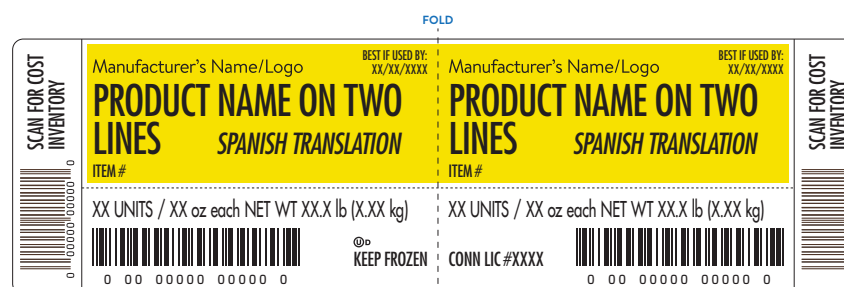 FOLD
SCAN FOR COST
INVENTORY
0 00000 00000 0
Manufacturer's Name/Logo
BEST IF USED BY:
XX/XX/XXXX
PRODUCT NAME ON TWO
LINES
SPANISH TRANSLATION
ITEM #
XX UNITS / XX oz each NET WT XX.X lb (X.XX kg)
0 00 00000 00000 0
U D
KEEP FROZEN
Manufacturer's Name/Logo
BEST IF USED BY:
XX/XX/XXXX
PRODUCT NAME ON TWO
LINES
SPANISH TRANSLATION
ITEM #
XX UNITS / XX oz each NET WT XX.X lb (X.XX kg)
CONN LIC #XXXX
0 00 00000 00000 0
SCAN FOR COST
INVENTORY